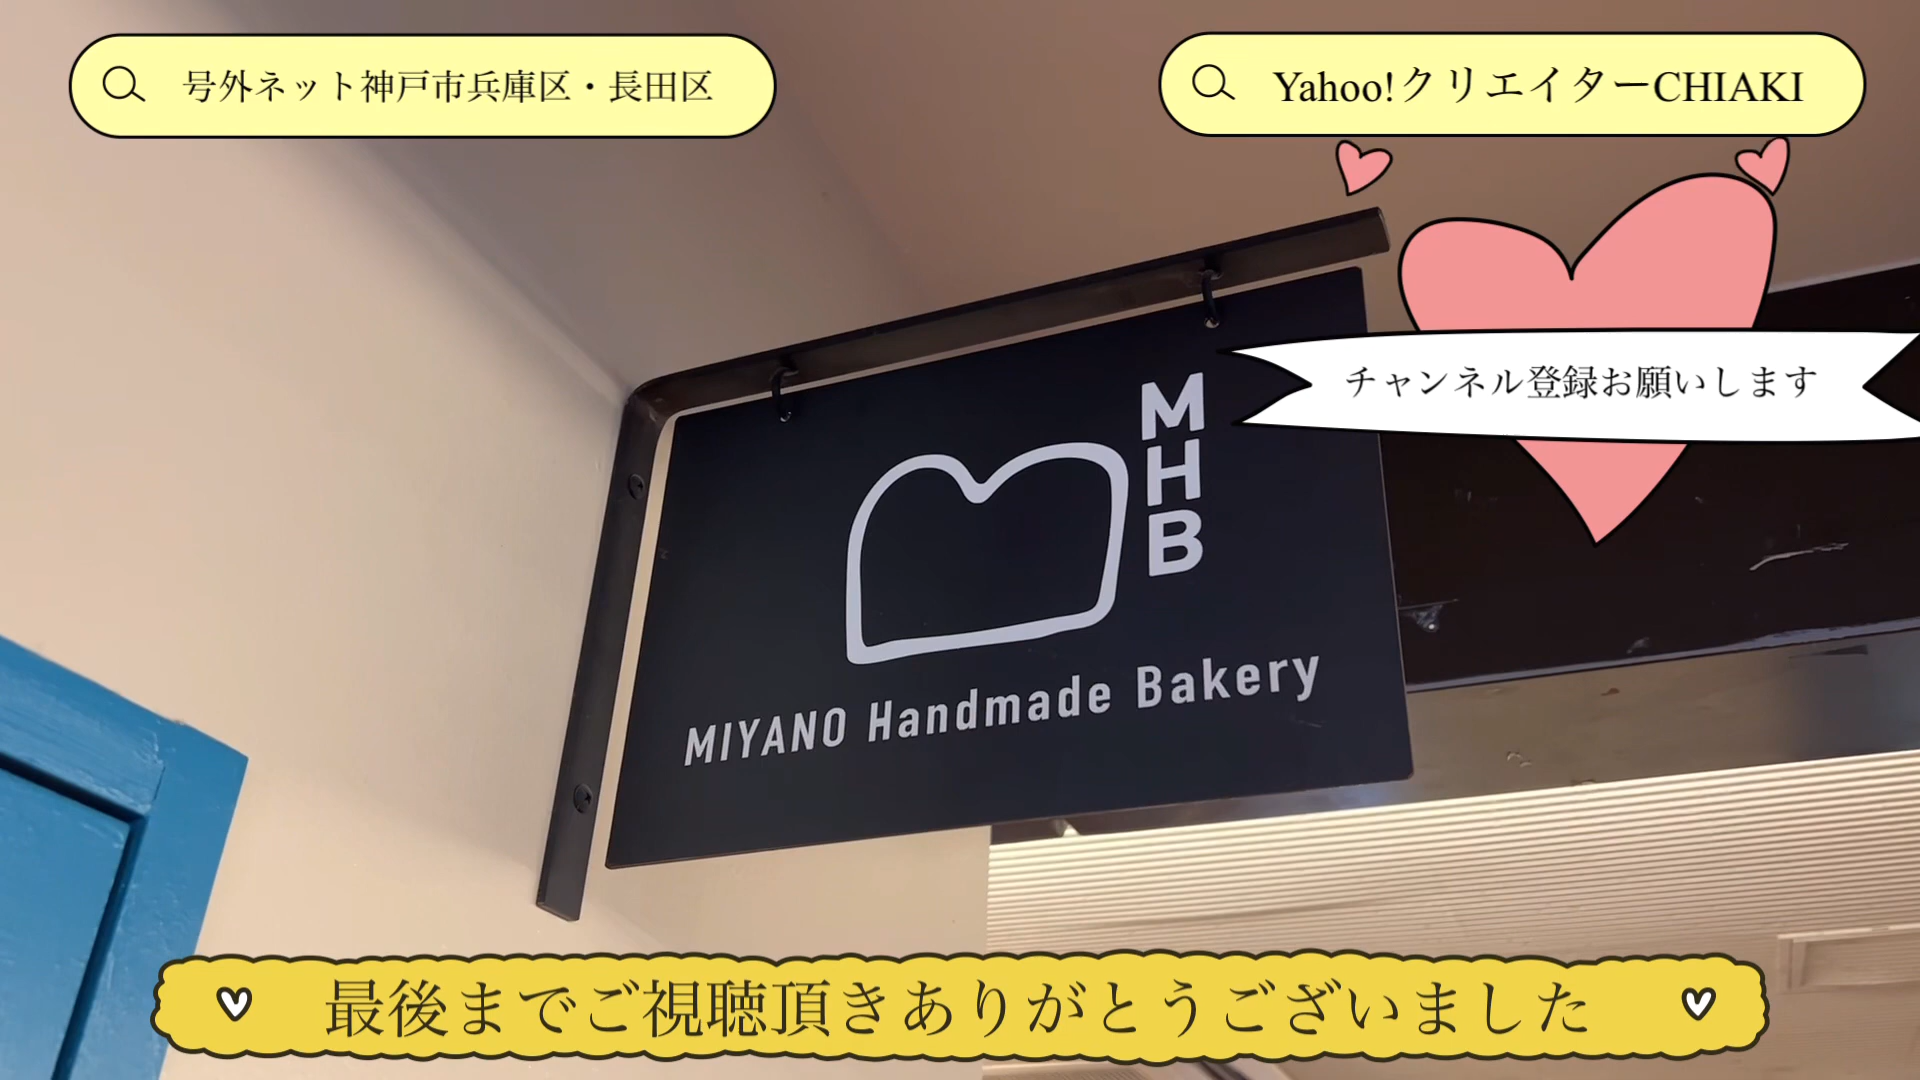 号外ネット神戸市兵庫区・長田区
Yahoo!クリエイターCHIAKI
チャンネル登録お願いします
MHB
MIYANO Handmade Bakery
最後までご視聴頂きありがとうございました